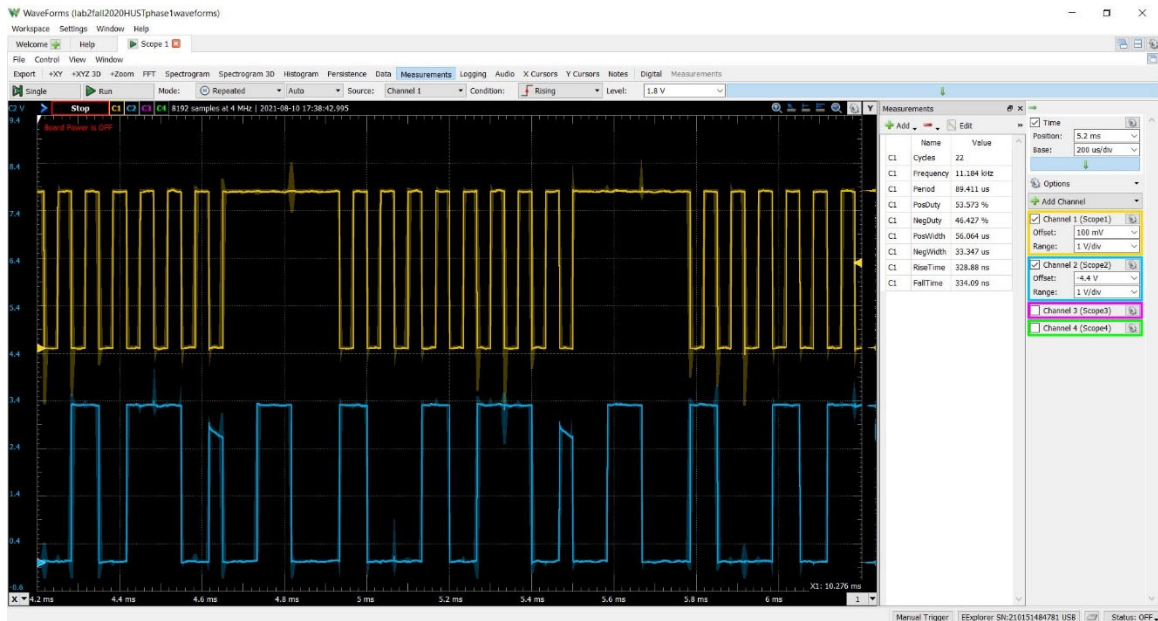 WaveForms (lab2fall2020HUSTphase1waveforms)
Workspace Settings Window Help
Welcome Help Scope 1
File Control View Window
Export +XY +XYZ 3D +Zoom FFT Spectrogram Spectrogram 3D Histogram Persistence Data Measurements Logging Audio X Cursors Y Cursors Notes Digital Measurements
Single Run Mode: Repeated Auto Source: Channel 1 Condition: Rising Level: 1.8 V
C2 V Stop C1 C2 C3 C4 8192 samples at 4 MHz | 2021-08-10 17:38:42.995 Y
Board Power is OFF
9.4
8.4
7.4
6.4
5.4
4.4
3.4
2.4
1.4
0.4
-0.6
X1: 10.276 ms
X 4.2 ms 4.4 ms 4.6 ms 4.8 ms 5 ms 5.2 ms 5.4 ms 5.6 ms 5.8 ms 6 ms 1
Measurements
Add Edit
Name Value
C1 Cycles 22
C1 Frequency 11.184 kHz
C1 Period 89.411 us
C1 PosDuty 53.573 %
C1 NegDuty 46.427 %
C1 PosWidth 56.064 us
C1 NegWidth 33.347 us
C1 RiseTime 328.88 ns
C1 FallTime 334.09 ns
Time
Position: 5.2 ms
Base: 200 us/div
Options
Add Channel
Channel 1 (Scope1)
Offset: 100 mV
Range: 1 V/div
Channel 2 (Scope2)
Offset: -4.4 V
Range: 1 V/div
Channel 3 (Scope3)
Channel 4 (Scope4)
Manual Trigger EExplorer SN:210151484781 USB Status: OFF